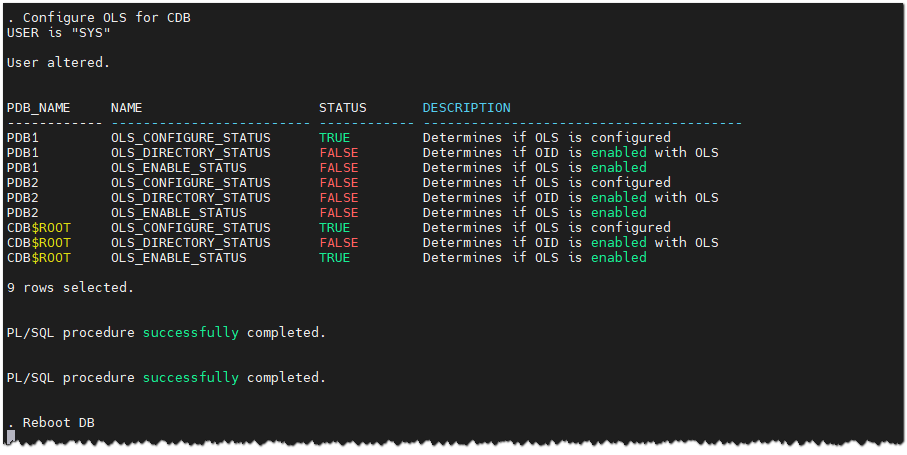 . Configure OLS for CDB
USER is "SYS"
User altered.
PDB_NAME NAME STATUS DESCRIPTION
------------ ------------------------- ------------ ----------------------------------------
PDB1 OLS_CONFIGURE_STATUS TRUE Determines if OLS is configured
PDB1 OLS_DIRECTORY_STATUS FALSE Determines if OID is enabled with OLS
PDB1 OLS_ENABLE_STATUS FALSE Determines if OLS is enabled
PDB2 OLS_CONFIGURE_STATUS FALSE Determines if OLS is configured
PDB2 OLS_DIRECTORY_STATUS FALSE Determines if OID is enabled with OLS
PDB2 OLS_ENABLE_STATUS FALSE Determines if OLS is enabled
CDB$ROOT OLS_CONFIGURE_STATUS TRUE Determines if OLS is configured
CDB$ROOT OLS_DIRECTORY_STATUS FALSE Determines if OID is enabled with OLS
CDB$ROOT OLS_ENABLE_STATUS TRUE Determines if OLS is enabled
9 rows selected.
PL/SQL procedure successfully completed.
PL/SQL procedure successfully completed.
. Reboot DB